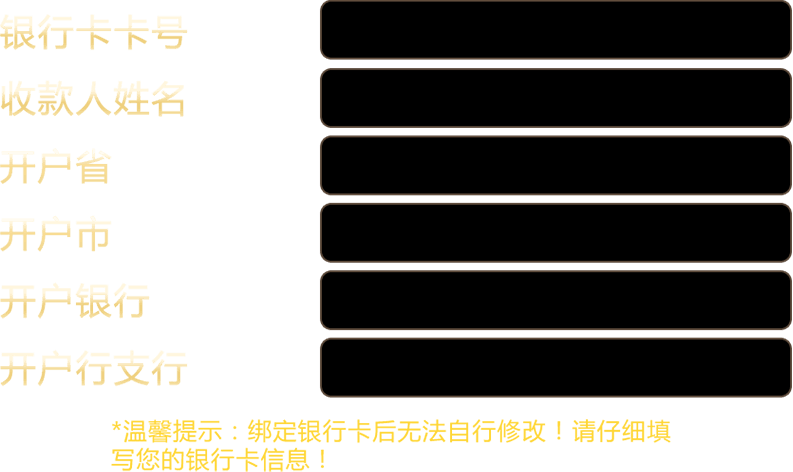 银行卡卡号
收款人姓名
开户省
开户市
开户银行
开户行支行
*温馨提示：绑定银行卡后无法自行修改！请仔细填
写您的银行卡信息！